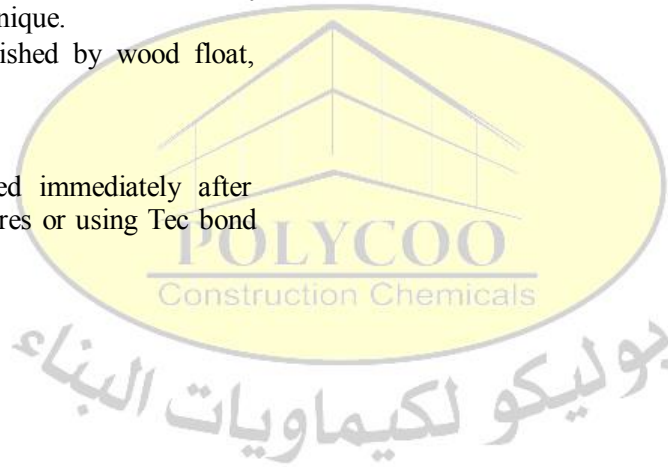 nique.
ished by wood float,
ed immediately after
res or using Tec bond
POLYCOO
Construction Chemicals
بوليكو لكيماويات البناء